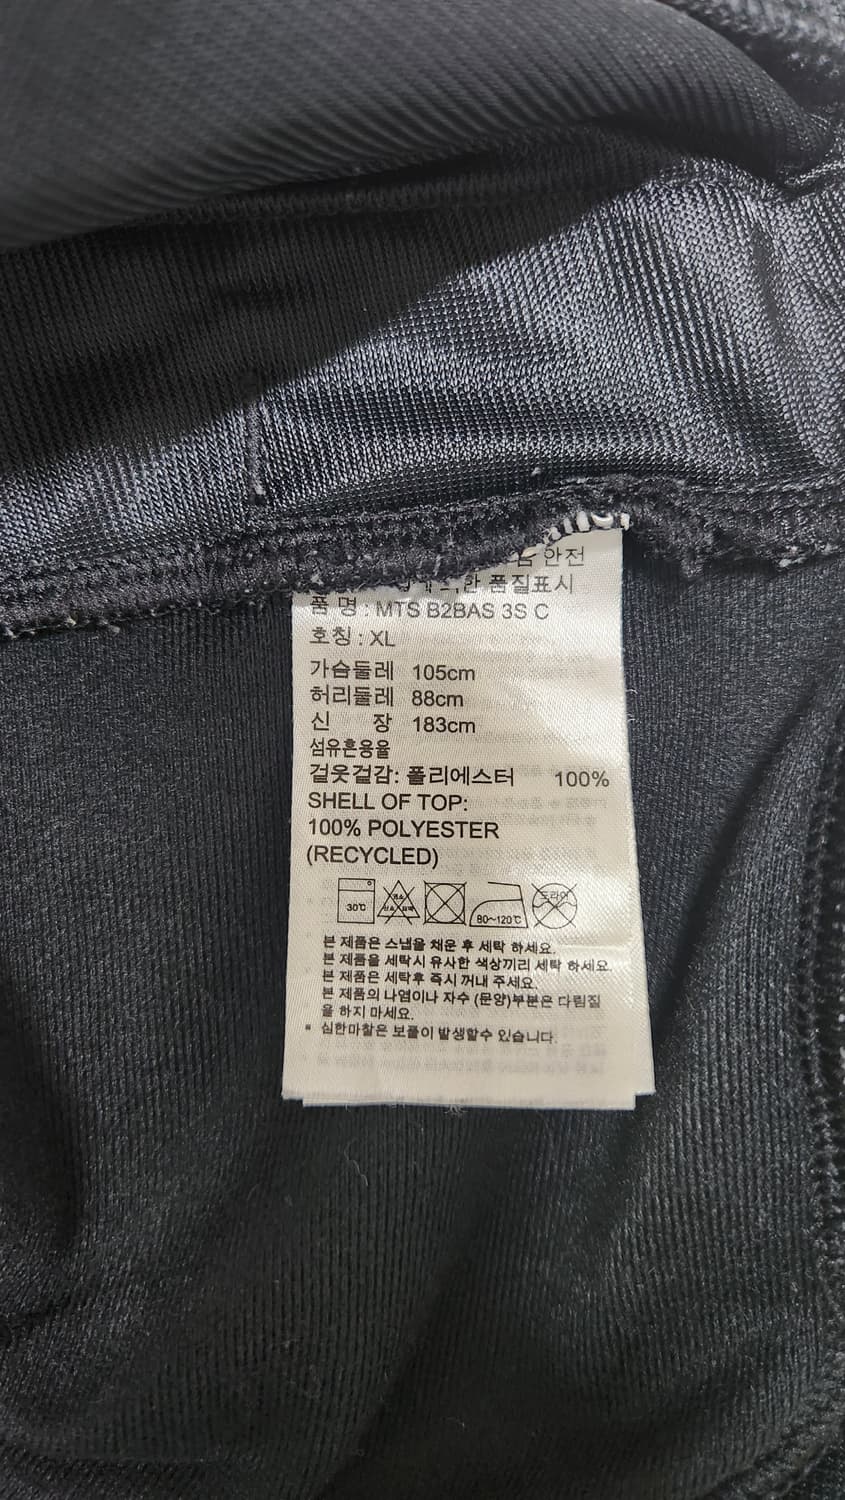 안전
한 품질표시
품 명 : MTS B2BAS 3S C
호칭 : XL
가슴둘레 105cm
허리둘레 88cm
신 장 183cm
섬유혼용율
겉옷겉감: 폴리에스터 100%
SHELL OF TOP:
100% POLYESTER
(RECYCLED)
30℃ 80~120℃ 드라이
본 제품은 스냅을 채운 후 세탁 하세요.
본 제품을 세탁시 유사한 색상끼리 세탁 하세요.
본 제품은 세탁후 즉시 꺼내 주세요.
본 제품의 나염이나 자수 (문양)부분은 다림질
을 하지 마세요.
* 심한마찰은 보풀이 발생할수 있습니다.